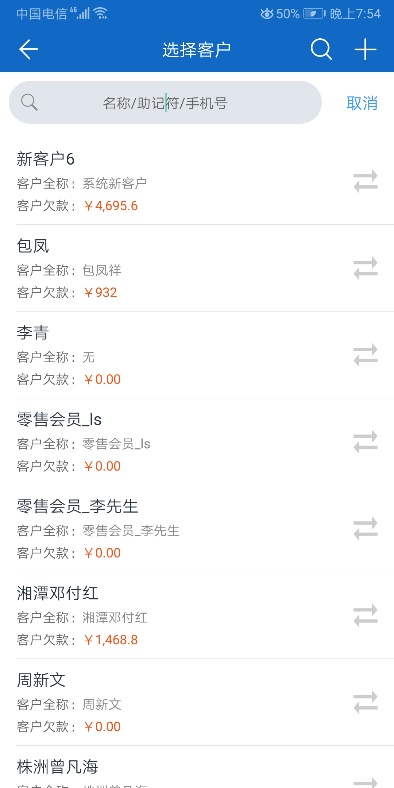 中国电信 4G 50% 晚上7:54
选择客户
名称/助记符/手机号 取消
新客户6
客户全称：系统新客户
客户欠款：￥4,695.6
包凤
客户全称：包凤祥
客户欠款：￥932
李青
客户全称：无
客户欠款：￥0.00
零售会员_ls
客户全称：零售会员_ls
客户欠款：￥0.00
零售会员_李先生
客户全称：零售会员_李先生
客户欠款：￥0.00
湘潭邓付红
客户全称：湘潭邓付红
客户欠款：￥1,468.8
周新文
客户全称：周新文
客户欠款：￥0.00
株洲曾凡海